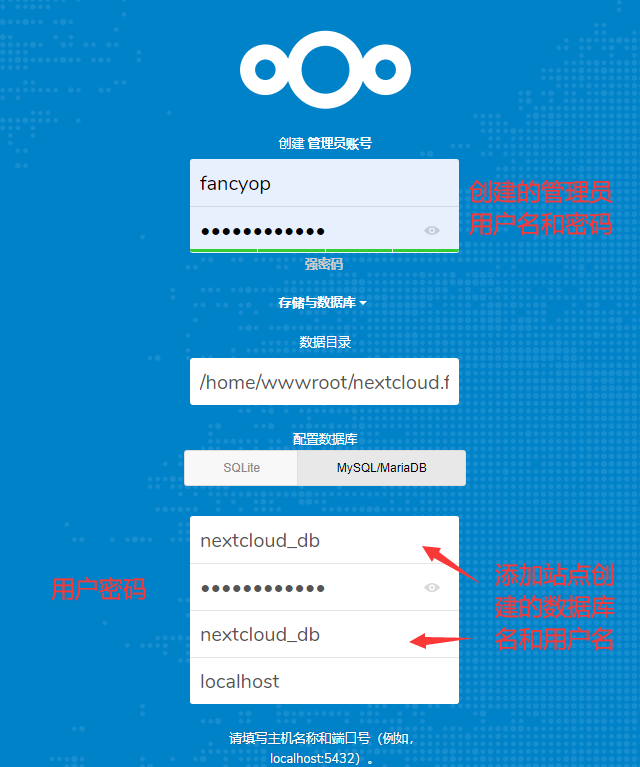 创建 管理员账号
fancyop
创建的管理员
用户名和密码
●●●●●●●●●●●●
强密码
存储与数据库
数据目录
/home/wwwroot/nextcloud.f
配置数据库
SQLite
MySQL/MariaDB
nextcloud_db
用户密码
●●●●●●●●●●●●
添加站点创
建的数据库
名和用户名
nextcloud_db
localhost
请填写主机名称和端口号（例如，
localhost:5432）。